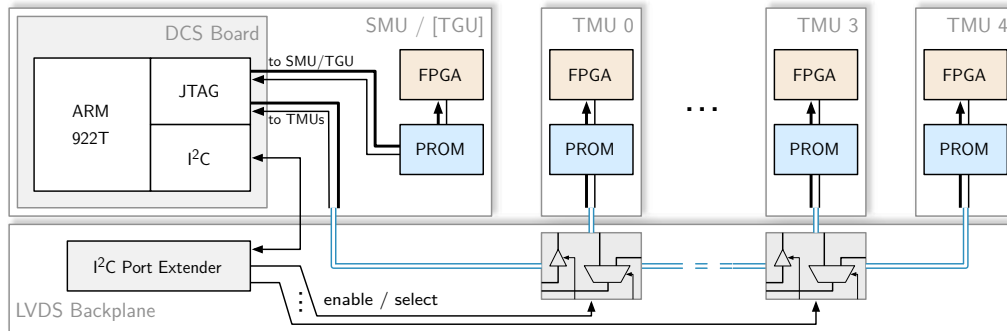 DCS Board
SMU / [TGU]
TMU 0
TMU 3
TMU 4
ARM
922T
JTAG
I²C
to SMU/TGU
to TMUs
FPGA
PROM
FPGA
PROM
...
FPGA
PROM
FPGA
PROM
I²C Port Extender
enable / select
LVDS Backplane